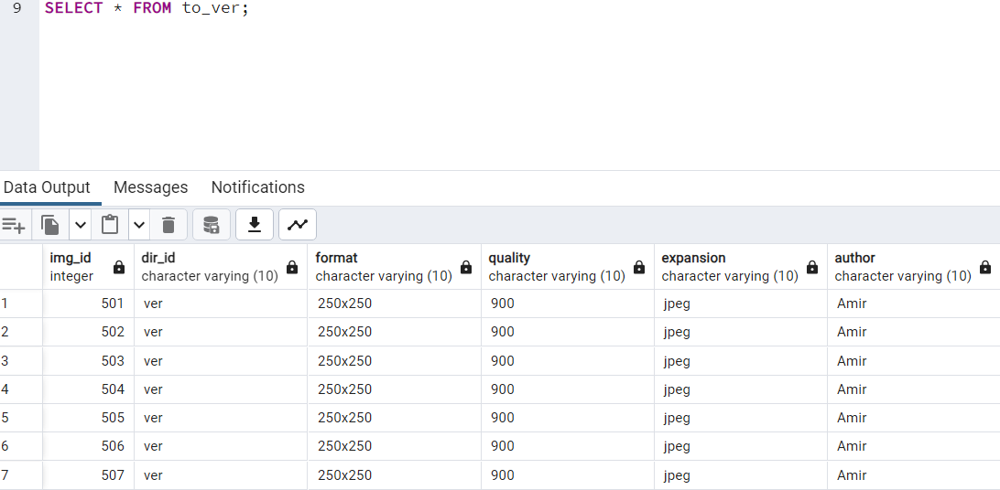 9 SELECT * FROM to_ver;
Data Output Messages Notifications
img_id dir_id format quality expansion author
integer character varying (10) character varying (10) character varying (10) character varying (10) character varying (10)
1 501 ver 250x250 900 jpeg Amir
2 502 ver 250x250 900 jpeg Amir
3 503 ver 250x250 900 jpeg Amir
4 504 ver 250x250 900 jpeg Amir
5 505 ver 250x250 900 jpeg Amir
6 506 ver 250x250 900 jpeg Amir
7 507 ver 250x250 900 jpeg Amir